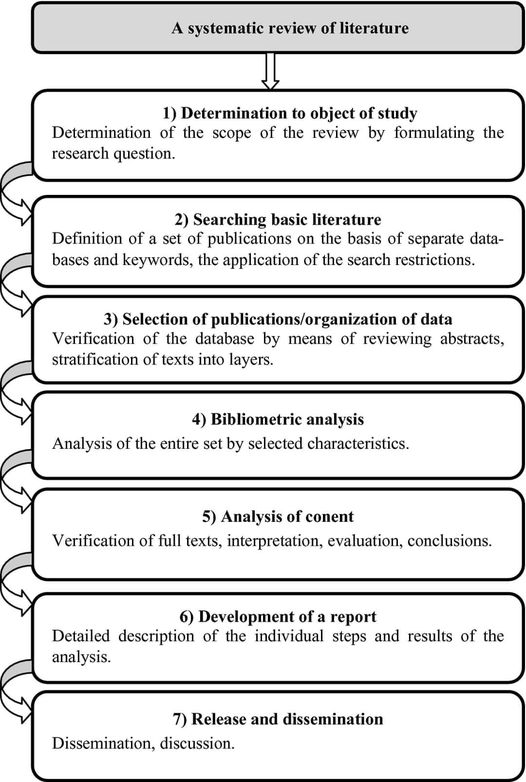 A systematic review of literature
1) Determination to object of study
Determination of the scope of the review by formulating the
research question.
2) Searching basic literature
Definition of a set of publications on the basis of separate data-
bases and keywords, the application of the search restrictions.
3) Selection of publications/organization of data
Verification of the database by means of reviewing abstracts,
stratification of texts into layers.
4) Bibliometric analysis
Analysis of the entire set by selected characteristics.
5) Analysis of conent
Verification of full texts, interpretation, evaluation, conclusions.
6) Development of a report
Detailed description of the individual steps and results of the
analysis.
7) Release and dissemination
Dissemination, discussion.